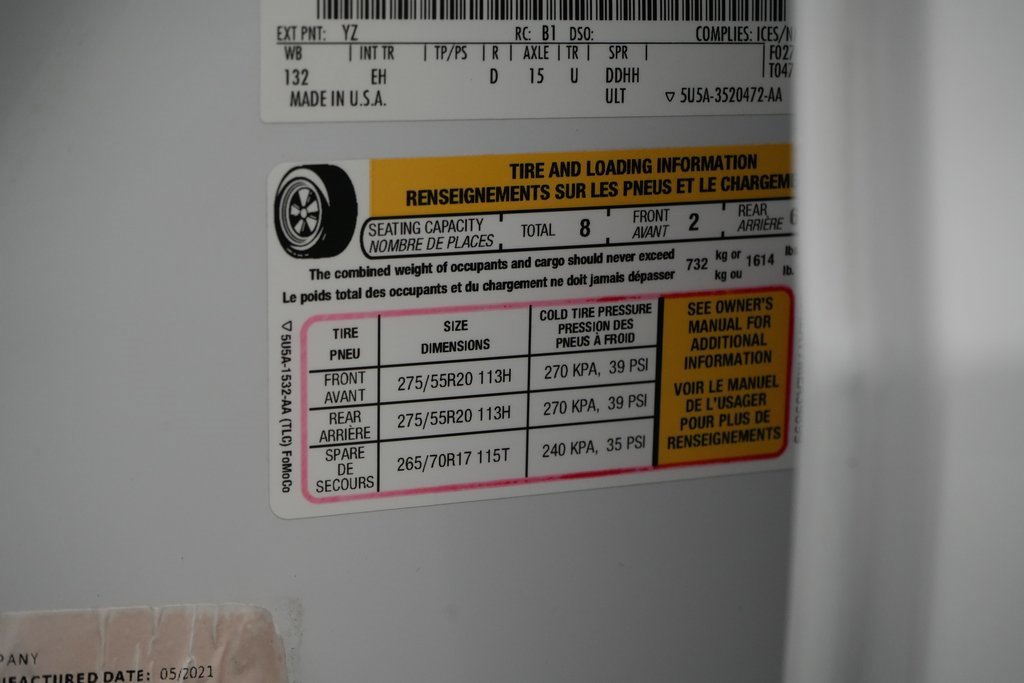 EXT PNT: YZ RC: B1 DSO: COMPLIES: ICES/N
WB | INT TR | TP/PS | R | AXLE | TR | SPR | F02
132 EH D 15 U DDHH T047
MADE IN U.S.A. ULT ▽ 5U5A-3520472-AA
TIRE AND LOADING INFORMATION
RENSEIGNEMENTS SUR LES PNEUS ET LE CHARGEM
SEATING CAPACITY
NOMBRE DE PLACES
TOTAL 8
FRONT
AVANT
2
REAR
ARRIÈRE
The combined weight of occupants and cargo should never exceed 732 kg or 1614 lb
Le poids total des occupants et du chargement ne doit jamais dépasser kg ou lb.
▽ 5U5A-1532-AA (TLC) FoMoCo
TIRE
PNEU
SIZE
DIMENSIONS
COLD TIRE PRESSURE
PRESSION DES
PNEUS À FROID
FRONT
AVANT
275/55R20 113H
270 KPA, 39 PSI
REAR
ARRIÈRE
275/55R20 113H
270 KPA, 39 PSI
SPARE
DE
SECOURS
265/70R17 115T
240 KPA, 35 PSI
SEE OWNER'S
MANUAL FOR
ADDITIONAL
INFORMATION
VOIR LE MANUEL
DE L'USAGER
POUR PLUS DE
RENSEIGNEMENTS
PANY
FACTURED DATE: 05/2021